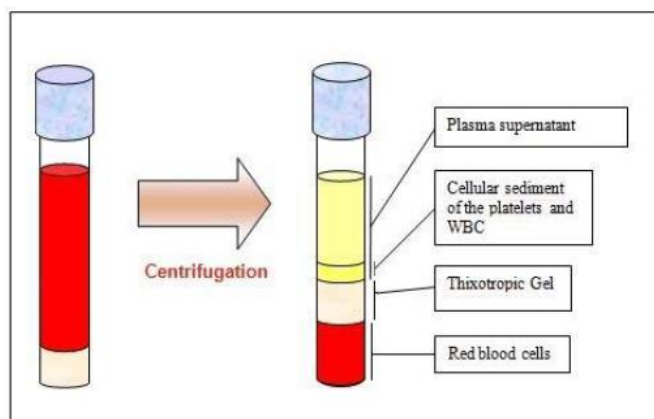 Plasma supernatant
Cellular sediment
of the platelets and
WBC
Centrifugation
Thixotropic Gel
Red blood cells